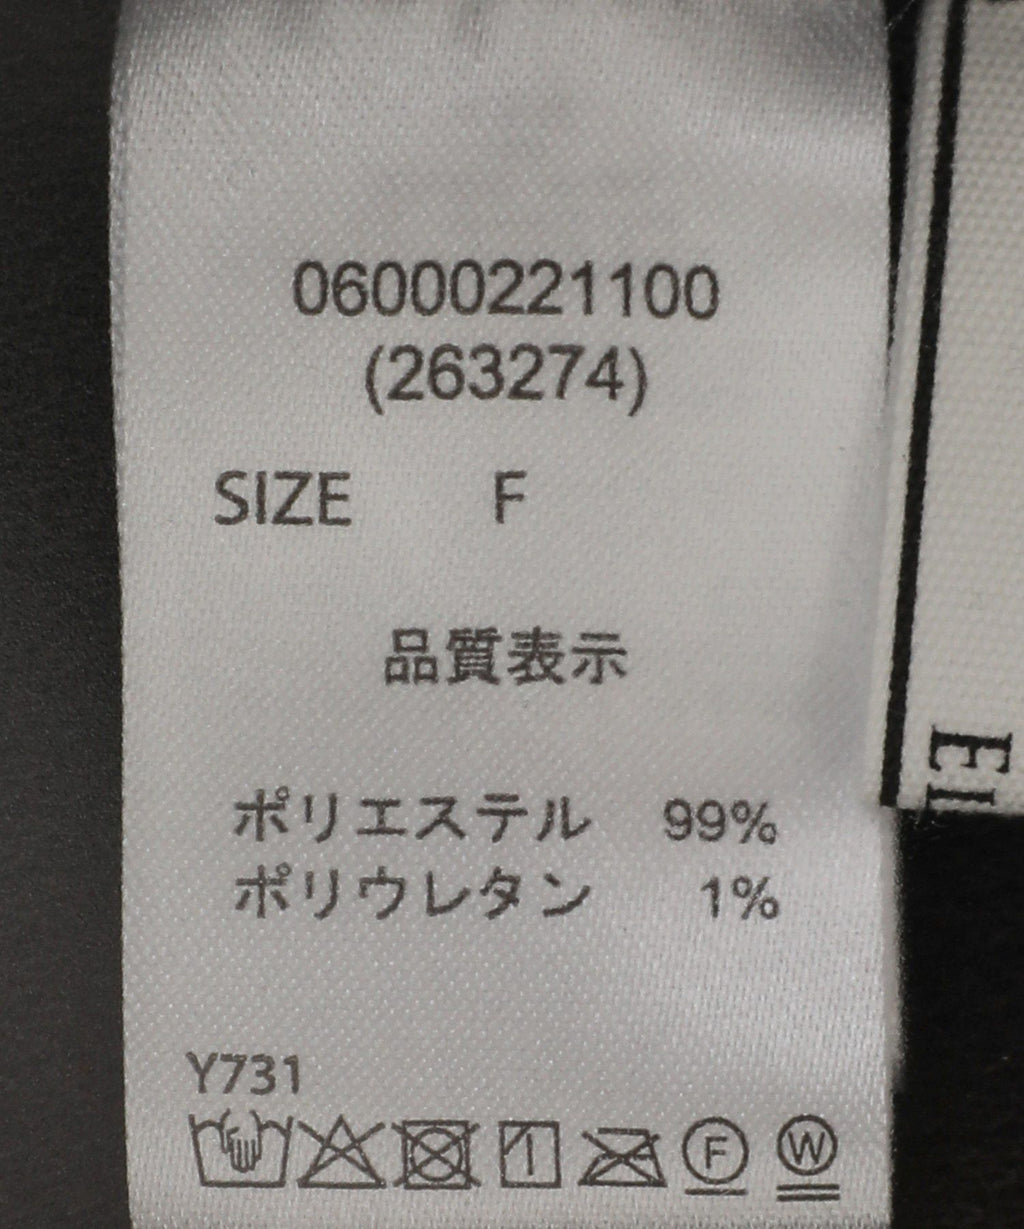 06000221100
(263274)
SIZE F
品質表示
ポリエステル 99%
ポリウレタン 1%
Y731
F W